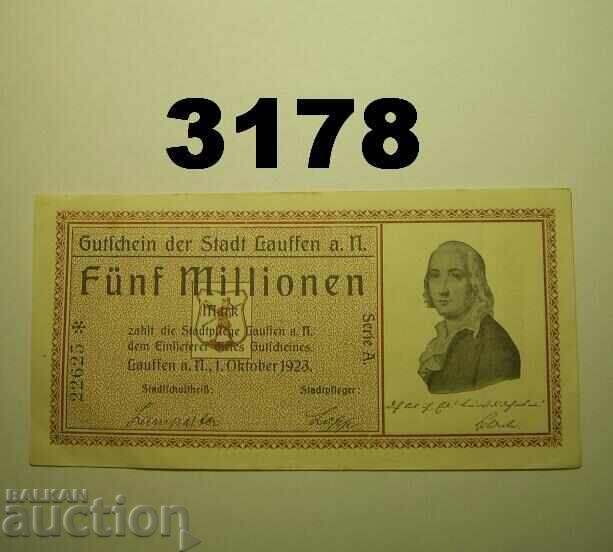 3178
Gutschein der Stadt Lauffen a. N.
Fünf Millionen
Mark
zahlt die Stadtpflege Lauffen a. N.
dem Einlieferer dieses Gutscheines.
Lauffen a. N., 1. Oktober 1923.
Stadtschultheiß: Stadtpfleger:
22625 *
Serie A.
BALKAN
auction